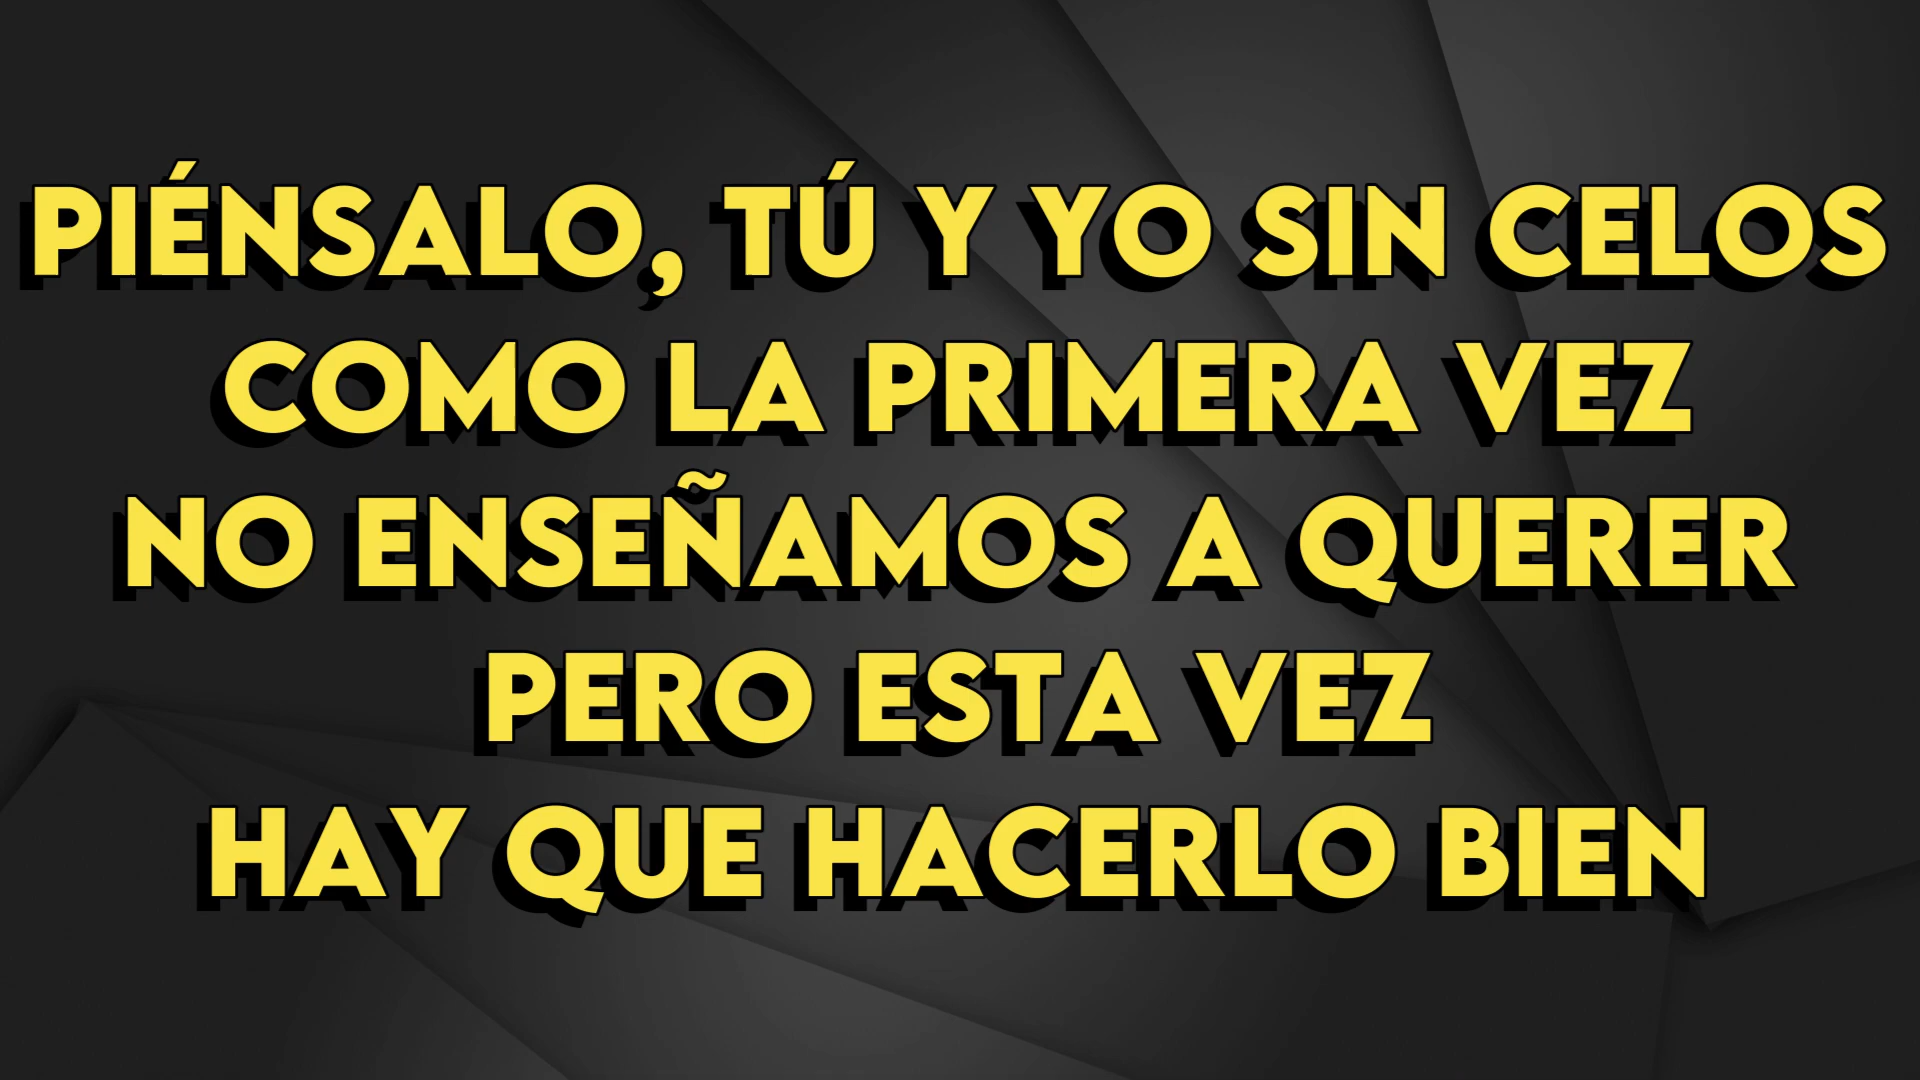 PIÉNSALO, TÚ Y YO SIN CELOS
COMO LA PRIMERA VEZ
NO ENSEÑAMOS A QUERER
PERO ESTA VEZ
HAY QUE HACERLO BIEN